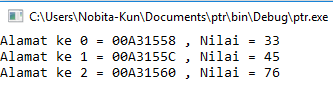 C:\Users\Nobita-Kun\Documents\ptr\bin\Debug\ptr.exe
Alamat ke 0 = 00A31558 , Nilai = 33
Alamat ke 1 = 00A3155C , Nilai = 45
Alamat ke 2 = 00A31560 , Nilai = 76